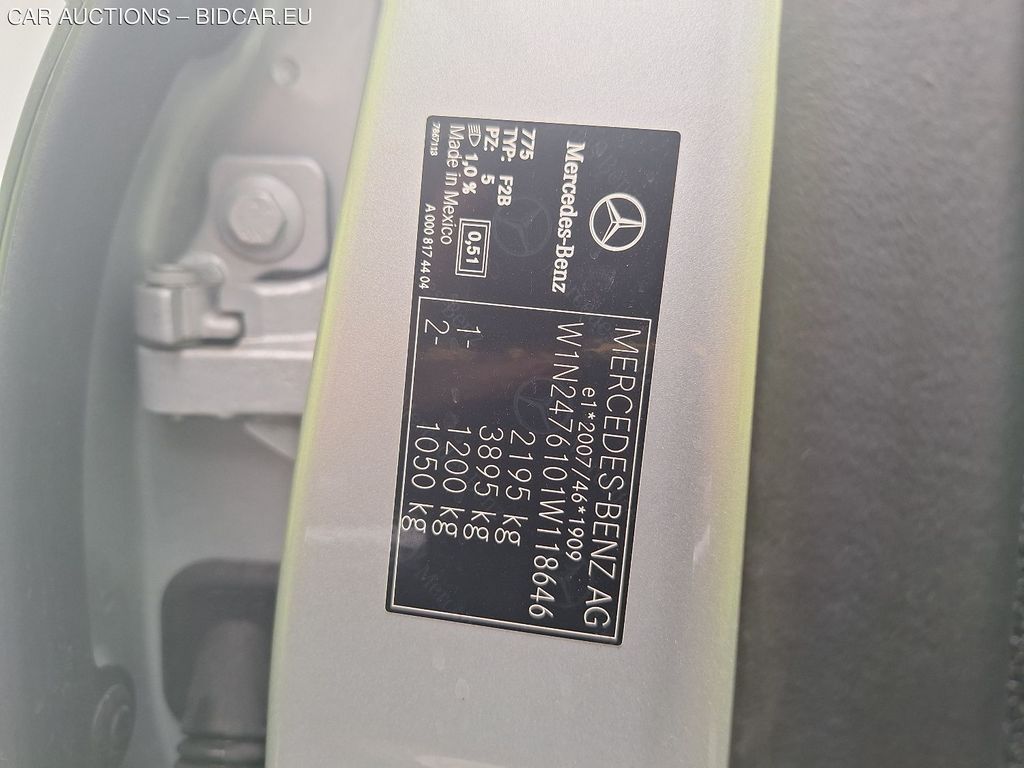 CAR AUCTIONS – BIDCAR.EU
Mercedes-Benz
775
TYP: F2B
PZ: 5
1,0 %
0,51
Made in Mexico
A 000 817 44 04
MERCEDES-BENZ AG
e1*2007/46*1909
W1N2476101W118646
2195 kg
3895 kg
1- 1200 kg
2- 1050 kg